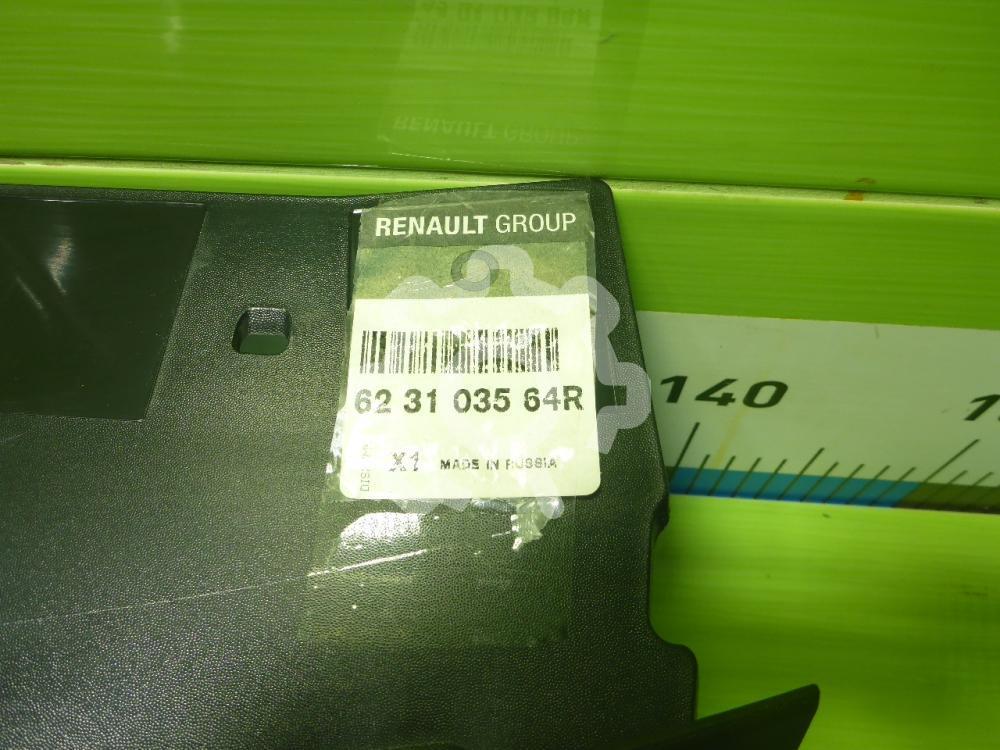 RENAULT GROUP
62 31 035 64R
X1 MADE IN RUSSIA
140